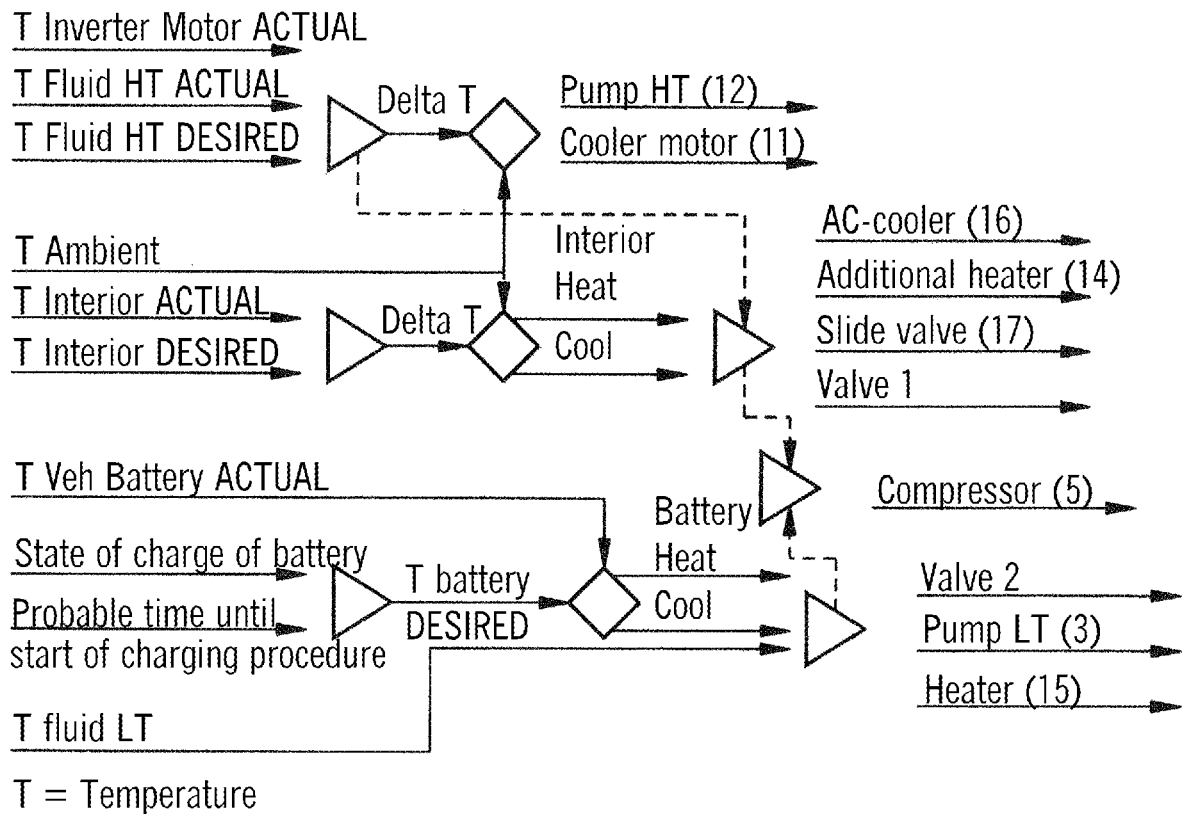 T Inverter Motor ACTUAL
T Fluid HT ACTUAL
T Fluid HT DESIRED
Delta T
Pump HT (12)
Cooler motor (11)
T Ambient
T Interior ACTUAL
T Interior DESIRED
Delta T
Interior
Heat
Cool
AC-cooler (16)
Additional heater (14)
Slide valve (17)
Valve 1
T Veh Battery ACTUAL
State of charge of battery
Probable time until
start of charging procedure
T battery
DESIRED
Battery
Heat
Cool
Compressor (5)
Valve 2
Pump LT (3)
Heater (15)
T fluid LT
T = Temperature